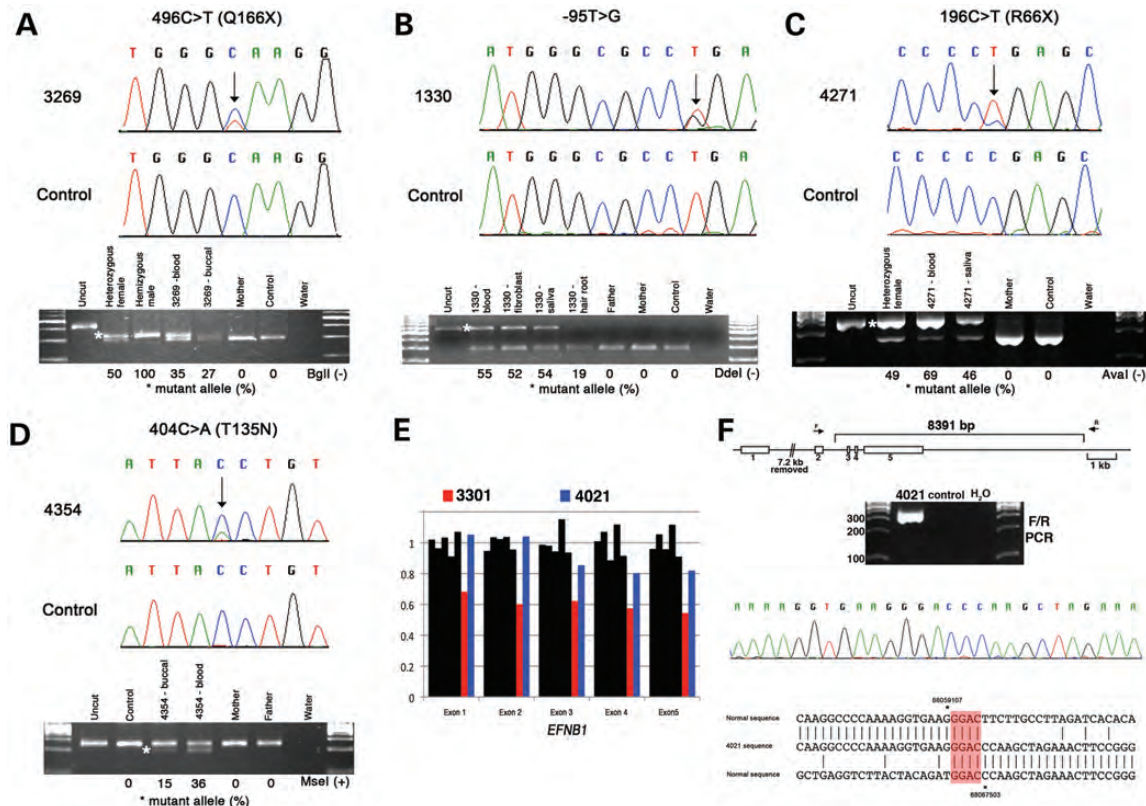 A
496C>T (Q166X)
T G G G C A A G G
3269
T G G G C A A G G
Control
Uncut
Heterozygous female
Hemizygous male
3269 - blood
3269 - buccal
Mother
Control
Water
*
50 100 35 27 0 0 BglI (-)
* mutant allele (%)
B
-95T>G
A T G G G C G C C T G A
1330
A T G G G C G C C T G A
Control
Uncut
1330 - blood
1330 - fibroblast
1330 - saliva
1330 - hair root
Father
Mother
Control
Water
*
55 52 54 19 0 0 0 DdeI (-)
* mutant allele (%)
C
196C>T (R66X)
C C C C T G A G C
4271
C C C C C G A G C
Control
Uncut
Heterozygous female
4271 - blood
4271 - saliva
Mother
Control
Water
*
49 69 46 0 0 AvaI (-)
* mutant allele (%)
D
404C>A (T135N)
A T T A C C T G T
4354
A T T A C C T G T
Control
Uncut
Control
4354 - buccal
4354 - blood
Mother
Father
Water
*
0 15 36 0 0 MseI (+)
* mutant allele (%)
E
3301 4021
1
0.8
0.6
0.4
0.2
0
Exon 1 Exon 2 Exon 3 Exon 4 Exon5
EFNB1
F
8391 bp
F R
1 2 3 4 5
7.2 kb removed
1 kb
4021 control H2O
300
200
100
F/R PCR
A A A A G G T G A A G G G A C C C A A G C T A G A A A
68059107
*
Normal sequence CAAGGCCCCAAAAGGTGAAGGGACTTCTTGCCTTAGATCACACA
4021 sequence CAAGGCCCCAAAAGGTGAAGGGACCCAAGCTAGAAACTTCCGGG
Normal sequence GCTGAGGTCTTACTACAGATGGACCCAAGCTAGAAACTTCCGGG
*
68067503